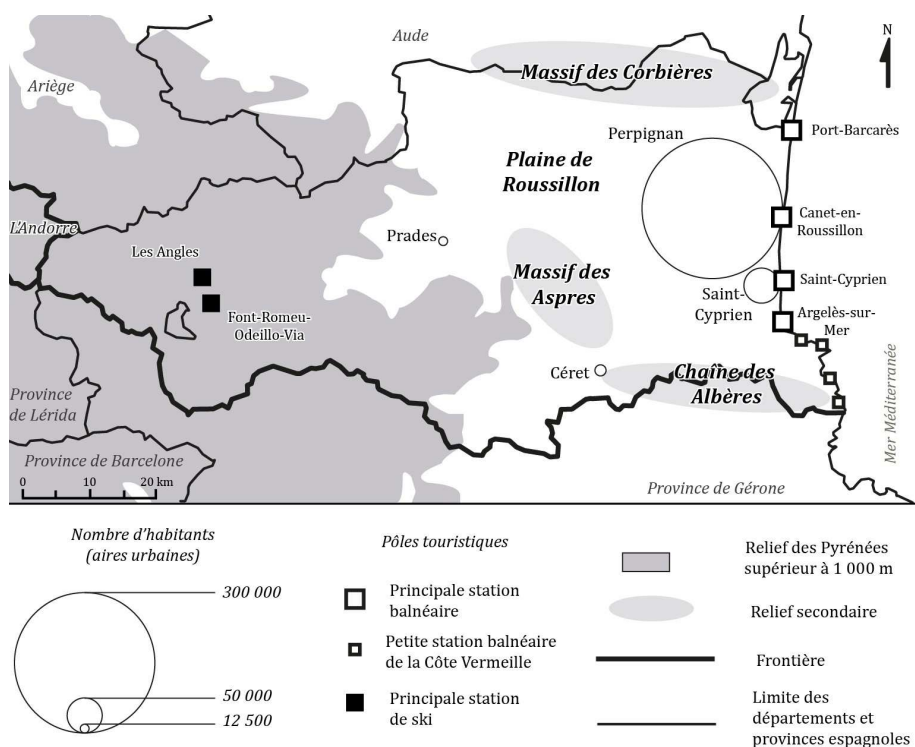 Aude
N
Massif des Corbières
Ariège
Port-Barcarès
Perpignan
Plaine de
Roussillon
L'Andorre
Canet-en-
Roussillon
Prades
Les Angles
Massif des
Aspres
Saint-Cyprien
Saint-
Cyprien
Font-Romeu-
Odeillo-Via
Argelès-sur-
Mer
Céret
Chaîne des
Albères
Mer Méditerranée
Province
de Lérida
Province de Barcelone
0 10 20 km
Province de Gérone
Nombre d'habitants
(aires urbaines)
300 000
50 000
12 500
Pôles touristiques
Principale station
balnéaire
Petite station balnéaire
de la Côte Vermeille
Principale station
de ski
Relief des Pyrénées
supérieur à 1 000 m
Relief secondaire
Frontière
Limite des
départements et
provinces espagnoles